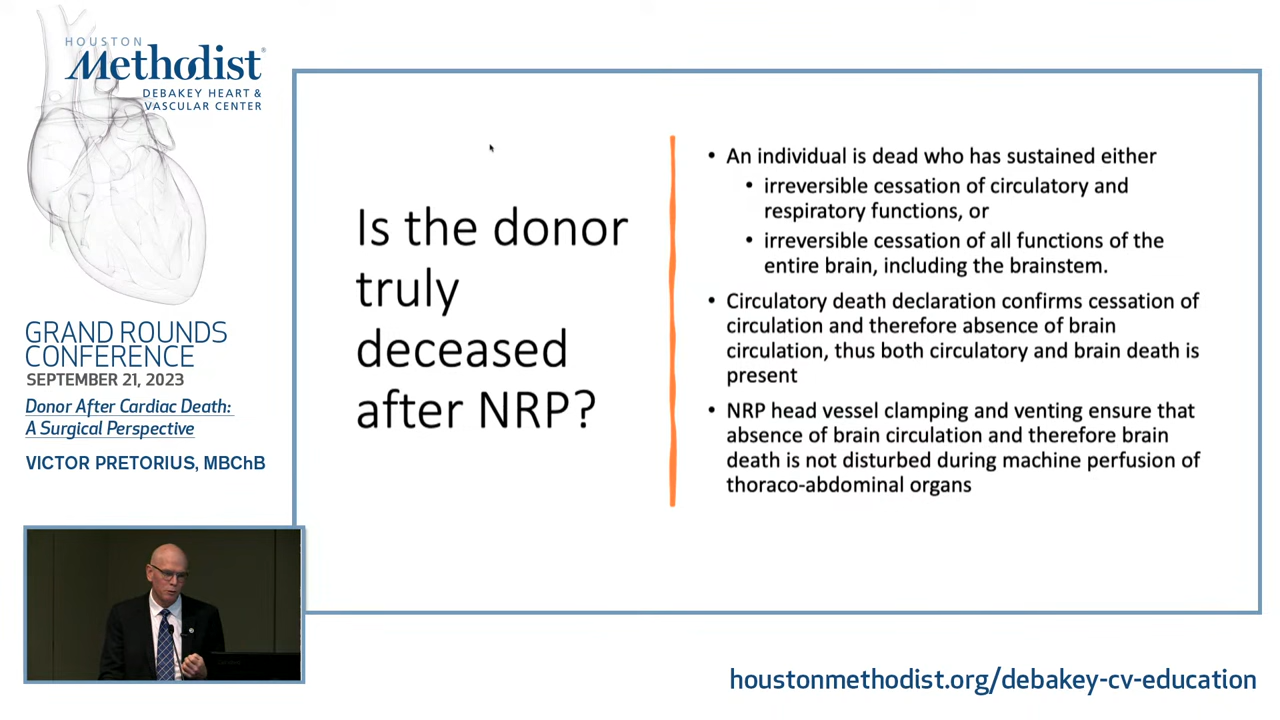 HOUSTON
Methodist®
DEBAKEY HEART &
VASCULAR CENTER
GRAND ROUNDS
CONFERENCE
SEPTEMBER 21, 2023
Donor After Cardiac Death:
A Surgical Perspective
VICTOR PRETORIUS, MBChB
Is the donor
truly
deceased
after NRP?
• An individual is dead who has sustained either
• irreversible cessation of circulatory and
respiratory functions, or
• irreversible cessation of all functions of the
entire brain, including the brainstem.
• Circulatory death declaration confirms cessation of
circulation and therefore absence of brain
circulation, thus both circulatory and brain death is
present
• NRP head vessel clamping and venting ensure that
absence of brain circulation and therefore brain
death is not disturbed during machine perfusion of
thoraco-abdominal organs
houstonmethodist.org/debakey-cv-education